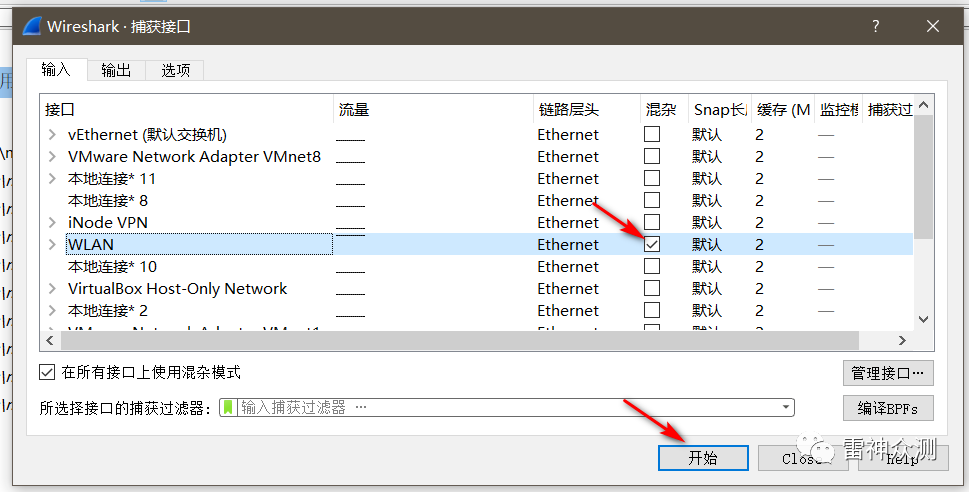 Wireshark · 捕获接口
输入 输出 选项
接口 流量 链路层头 混杂 Snap长 缓存 (M 监控模 捕获过
vEthernet (默认交换机) Ethernet 默认 2 —
VMware Network Adapter VMnet8 Ethernet 默认 2 —
本地连接* 11 Ethernet 默认 2 —
本地连接* 8 Ethernet 默认 2 —
iNode VPN Ethernet 默认 2 —
WLAN Ethernet 默认 2 —
本地连接* 10 Ethernet 默认 2 —
VirtualBox Host-Only Network Ethernet 默认 2 —
本地连接* 2 Ethernet 默认 2 —
VMware Network Adapter VMnet1 Ethernet 默认 2
在所有接口上使用混杂模式
管理接口…
所选择接口的捕获过滤器: 输入捕获过滤器 …
编译BPFs
开始 Close Help
雷神众测